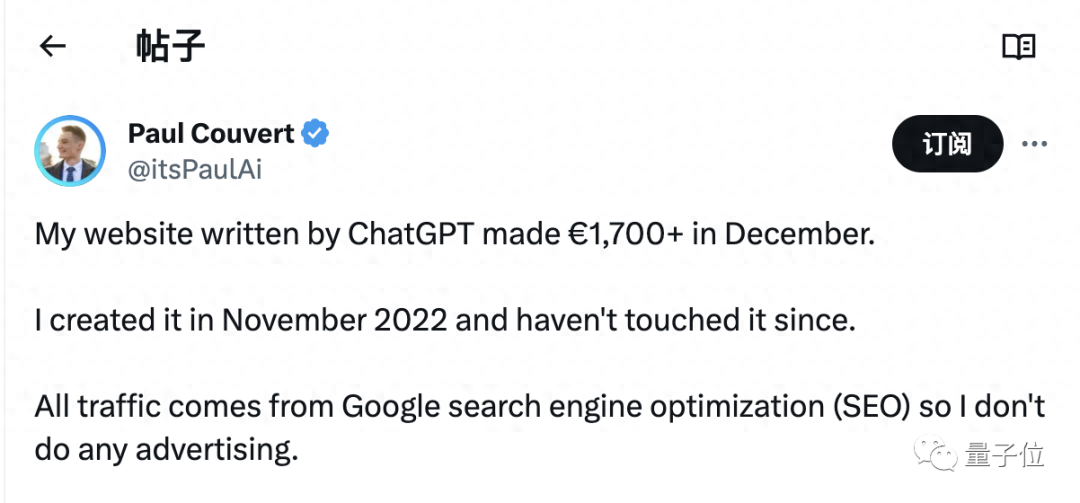 帖子
Paul Couvert
@itsPaulAi
订阅
My website written by ChatGPT made €1,700+ in December.
I created it in November 2022 and haven't touched it since.
All traffic comes from Google search engine optimization (SEO) so I don't
do any advertising.
量子位